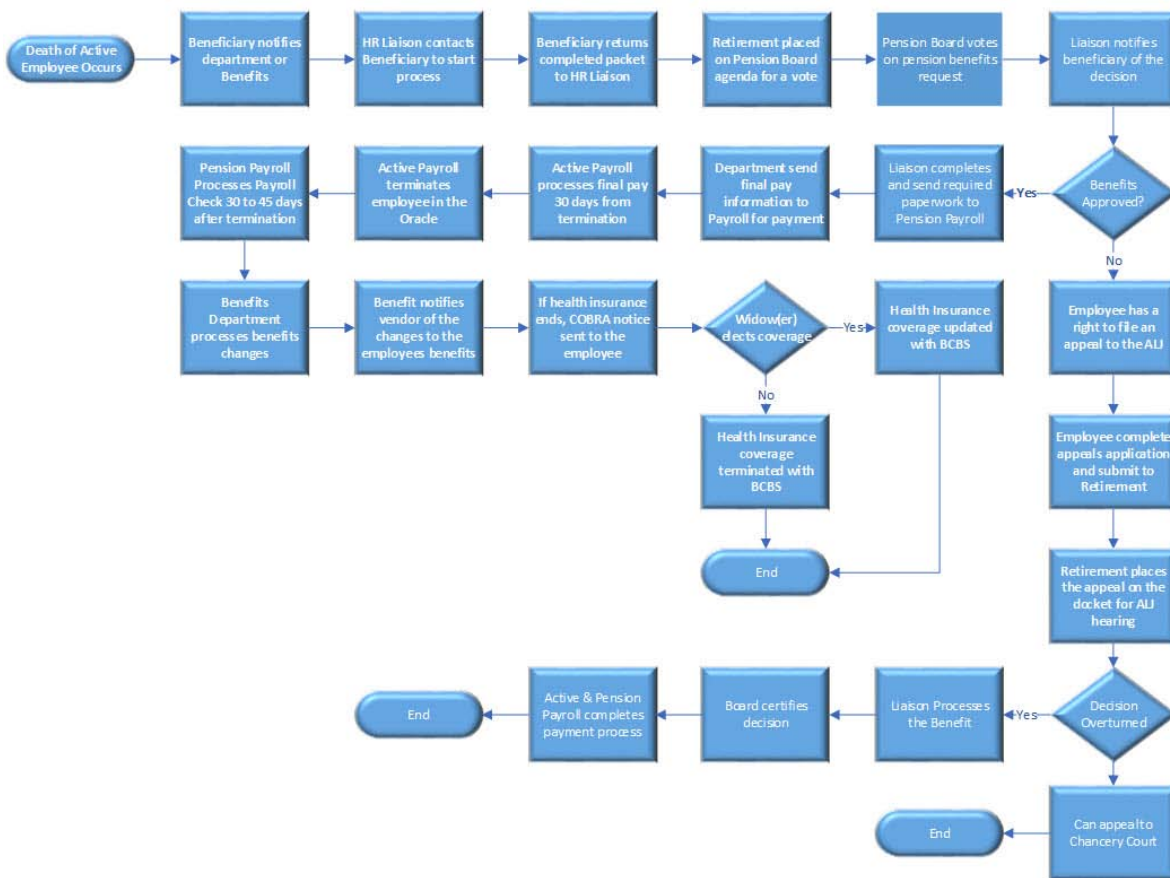 Death of Active
Employee Occurs
Beneficiary notifies
department or
Benefits
HR Liaison contacts
Beneficiary to start
process
Beneficiary returns
completed packet
to HR Liaison
Retirement placed
on Pension Board
agenda for a vote
Pension Board votes
on pension benefits
request
Liaison notifies
beneficiary of the
decision
Benefits
Approved?
Yes
Liaison completes
and send required
paperwork to
Pension Payroll
Department send
final pay
information to
Payroll for payment
Active Payroll
processes final pay
30 days from
termination
Active Payroll
terminates
employee in the
Oracle
Pension Payroll
Processes Payroll
Check 30 to 45 days
after termination
No
Benefits
Department
processes benefits
changes
Benefit notifies
vendor of the
changes to the
employees benefits
If health insurance
ends, COBRA notice
sent to the
employee
Widow(er)
elects coverage
Yes
Health Insurance
coverage updated
with BCBS
Employee has a
right to file an
appeal to the ALJ
No
Health Insurance
coverage
terminated with
BCBS
End
Employee complete
appeals application
and submit to
Retirement
Retirement places
the appeal on the
docket for ALJ
hearing
Decision
Overturned
Yes
Liaison Processes
the Benefit
Board certifies
decision
Active & Pension
Payroll completes
payment process
End
Can appeal to
Chancery Court
End